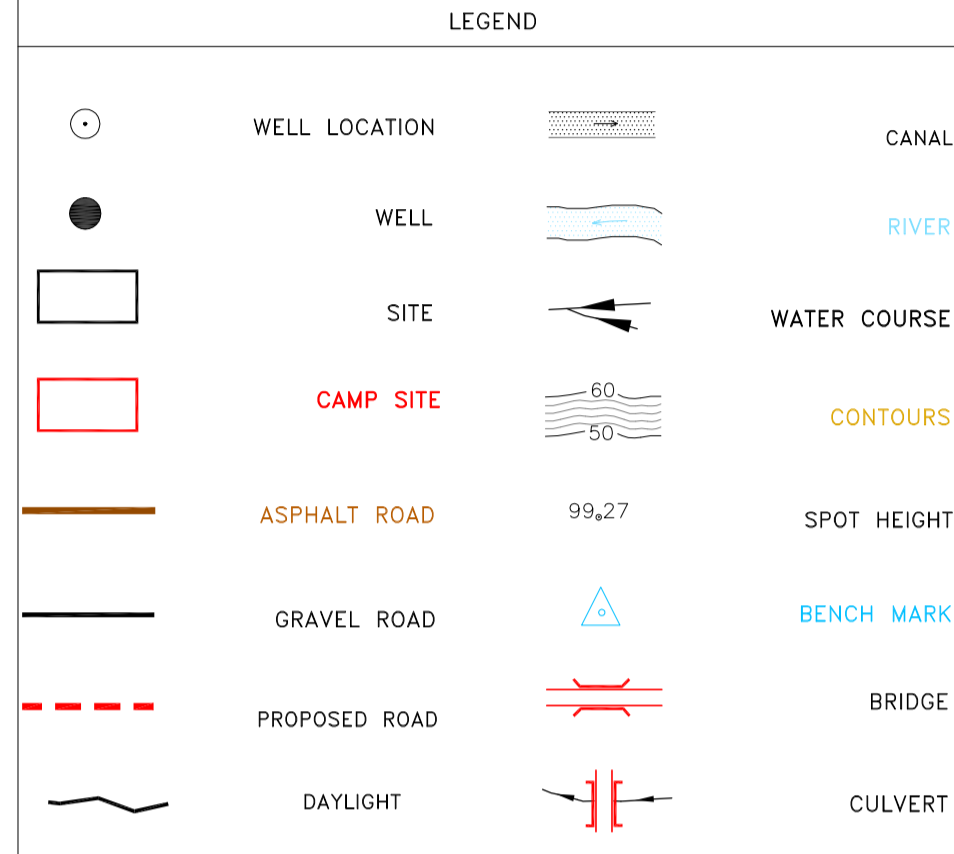 LEGEND
WELL LOCATION
CANAL
WELL
RIVER
SITE
WATER COURSE
CAMP SITE
60
50
CONTOURS
ASPHALT ROAD
99.27
SPOT HEIGHT
GRAVEL ROAD
BENCH MARK
PROPOSED ROAD
BRIDGE
DAYLIGHT
CULVERT